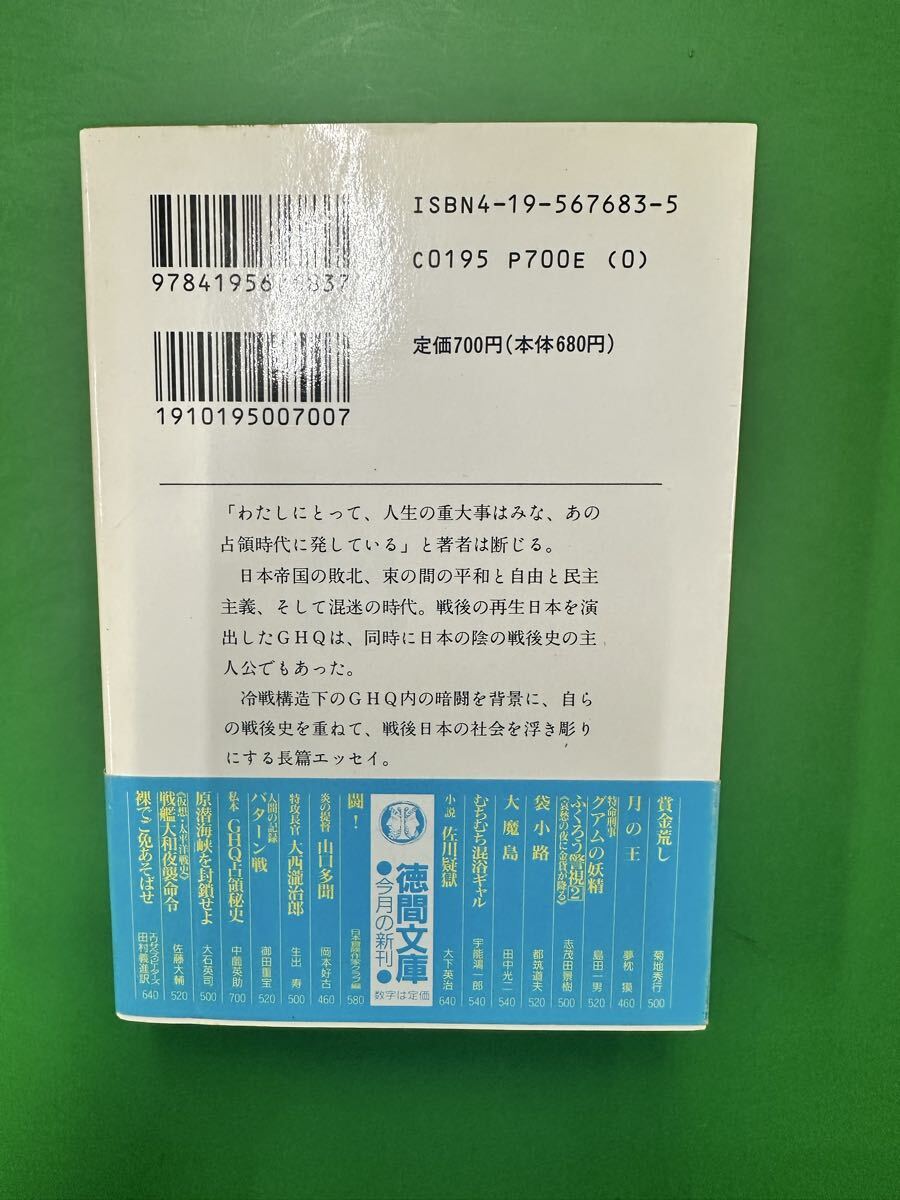 ISBN4-19-567683-5
C0195 P700E (0)
定価700円(本体680円)
1910195007007
「わたしにとって、人生の重大事はみな、あの
占領時代に発している」と著者は断じる。
日本帝国の敗北、束の間の平和と自由と民主
主義、そして混迷の時代。戦後の再生日本を演
出したGHQは、同時に日本の陰の戦後史の主
人公でもあった。
冷戦構造下のGHQ内の暗闘を背景に、自ら
の戦後史を重ねて、戦後日本の社会を浮き彫り
にする長篇エッセイ。
賞金荒し 菊地秀行 500
月の王 夢枕 獏 460
特命刑事 グアムの妖精 島田一男 520
ふくろう警視2 《哀愁の夜に金貨が降る》 志茂田景樹 500
袋小路 都筑道夫 520
大魔島 田中光二 540
むちむち混浴ギャル 宇能鴻一郎 540
小説 佐川疑獄 大下英治 640
徳間文庫
●今月の新刊●
数字は定価
闘! 日本冒険作家クラブ編 580
炎の提督 山口多聞 岡本好古 460
特攻長官 大西瀧治郎 生出 寿 500
人間の記録 バターン戦 御田重宝 520
私本 GHQ占領秘史 中薗英助 700
原潜海峡を封鎖せよ 大石英司 500
《仮想・太平洋戦史》 戦艦大和夜襲命令 佐藤大輔 520
裸でご免あそばせ 田村義進訳 640